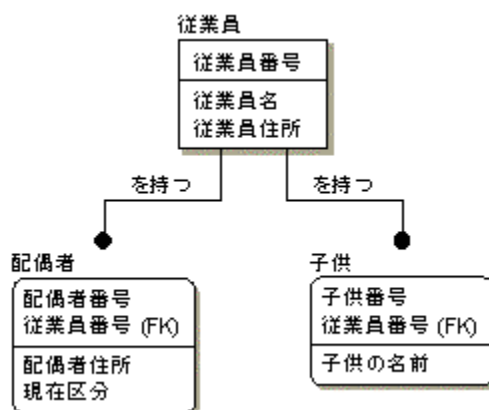 従業員
従業員番号
従業員名
従業員住所
を持つ
を持つ
配偶者
配偶者番号
従業員番号 (FK)
配偶者住所
現在区分
子供
子供番号
従業員番号 (FK)
子供の名前